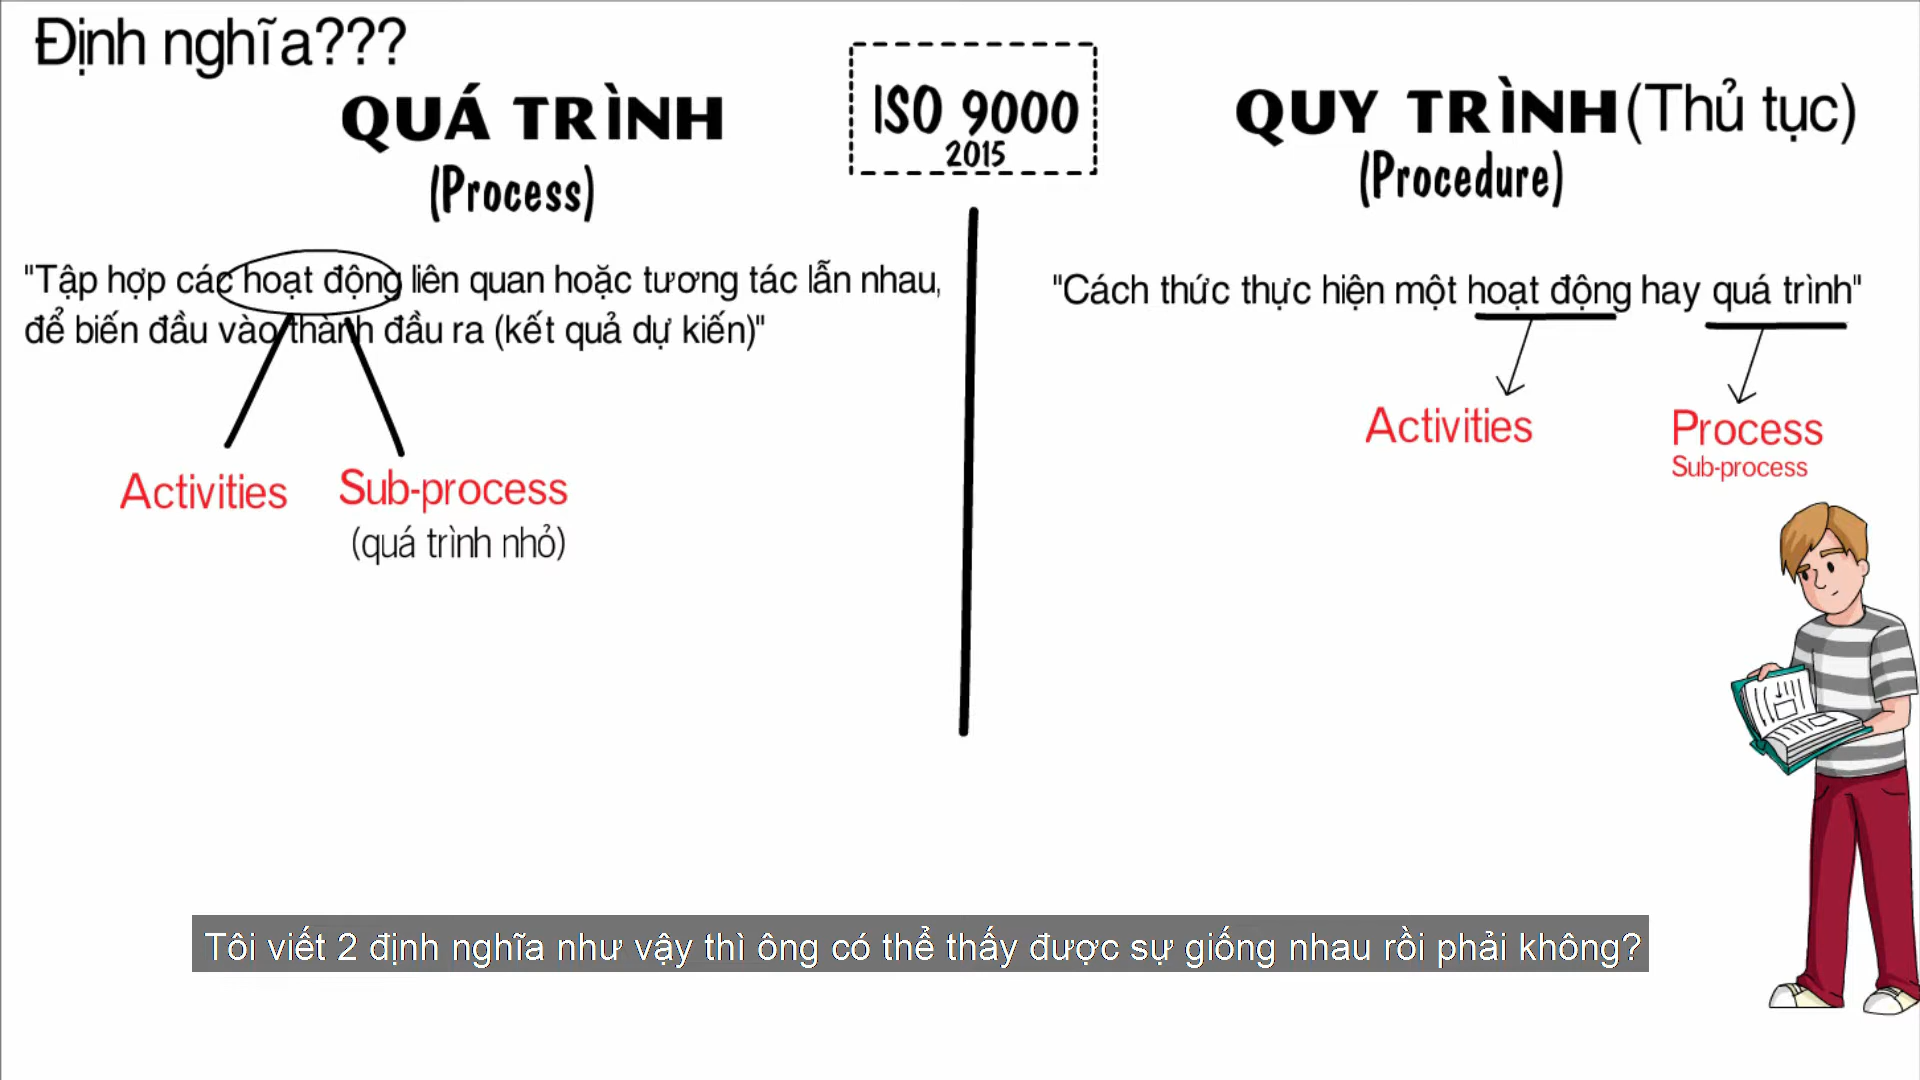 Định nghĩa???
QUÁ TRÌNH
(Process)
ISO 9000
2015
QUY TRÌNH (Thủ tục)
(Procedure)
"Tập hợp các hoạt động liên quan hoặc tương tác lẫn nhau,
để biến đầu vào thành đầu ra (kết quả dự kiến)"
Activities
Sub-process
(quá trình nhỏ)
"Cách thức thực hiện một hoạt động hay quá trình"
Activities
Process
Sub-process
Tôi viết 2 định nghĩa như vậy thì ông có thể thấy được sự giống nhau rồi phải không?